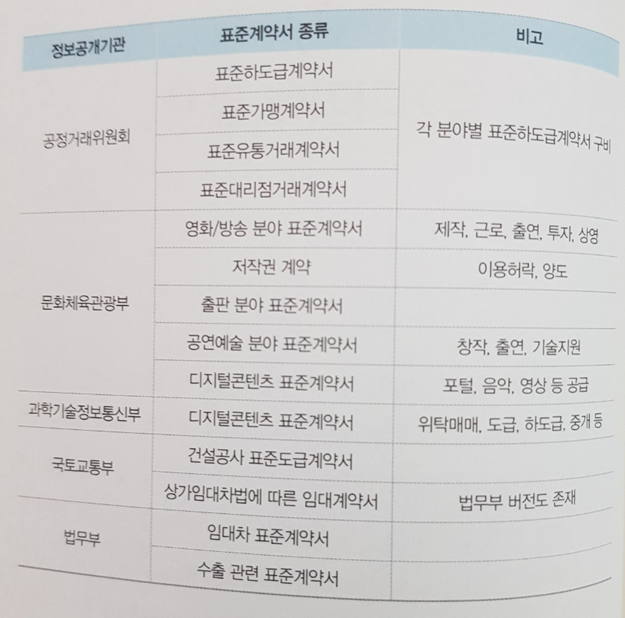 정보공개기관 표준계약서 종류 비고
공정거래위원회 표준하도급계약서 각 분야별 표준하도급계약서 구비
표준가맹계약서
표준유통거래계약서
표준대리점거래계약서
문화체육관광부 영화/방송 분야 표준계약서 제작, 근로, 출연, 투자, 상영
저작권 계약 이용허락, 양도
출판 분야 표준계약서
공연예술 분야 표준계약서 창작, 출연, 기술지원
디지털콘텐츠 표준계약서 포털, 음악, 영상 등 공급
과학기술정보통신부 디지털콘텐츠 표준계약서 위탁매매, 도급, 하도급, 중개 등
국토교통부 건설공사 표준도급계약서
상가임대차법에 따른 임대계약서 법무부 버전도 존재
법무부 임대차 표준계약서
수출 관련 표준계약서